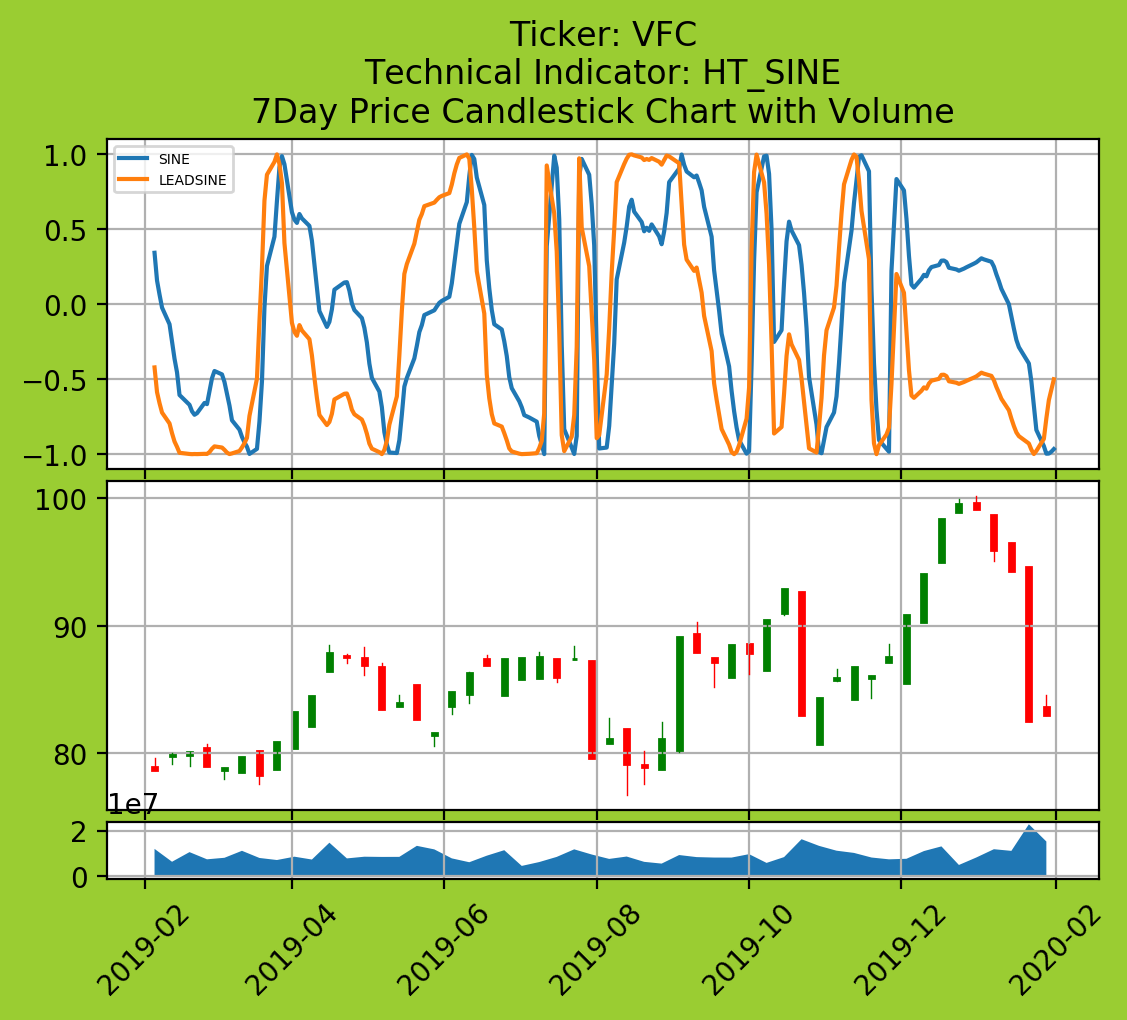 Ticker: VFC
Technical Indicator: HT_SINE
7Day Price Candlestick Chart with Volume
SINE
LEADSINE
1.0
0.5
0.0
−0.5
−1.0
100
90
80
1e7
2
0
2019-02
2019-04
2019-06
2019-08
2019-10
2019-12
2020-02